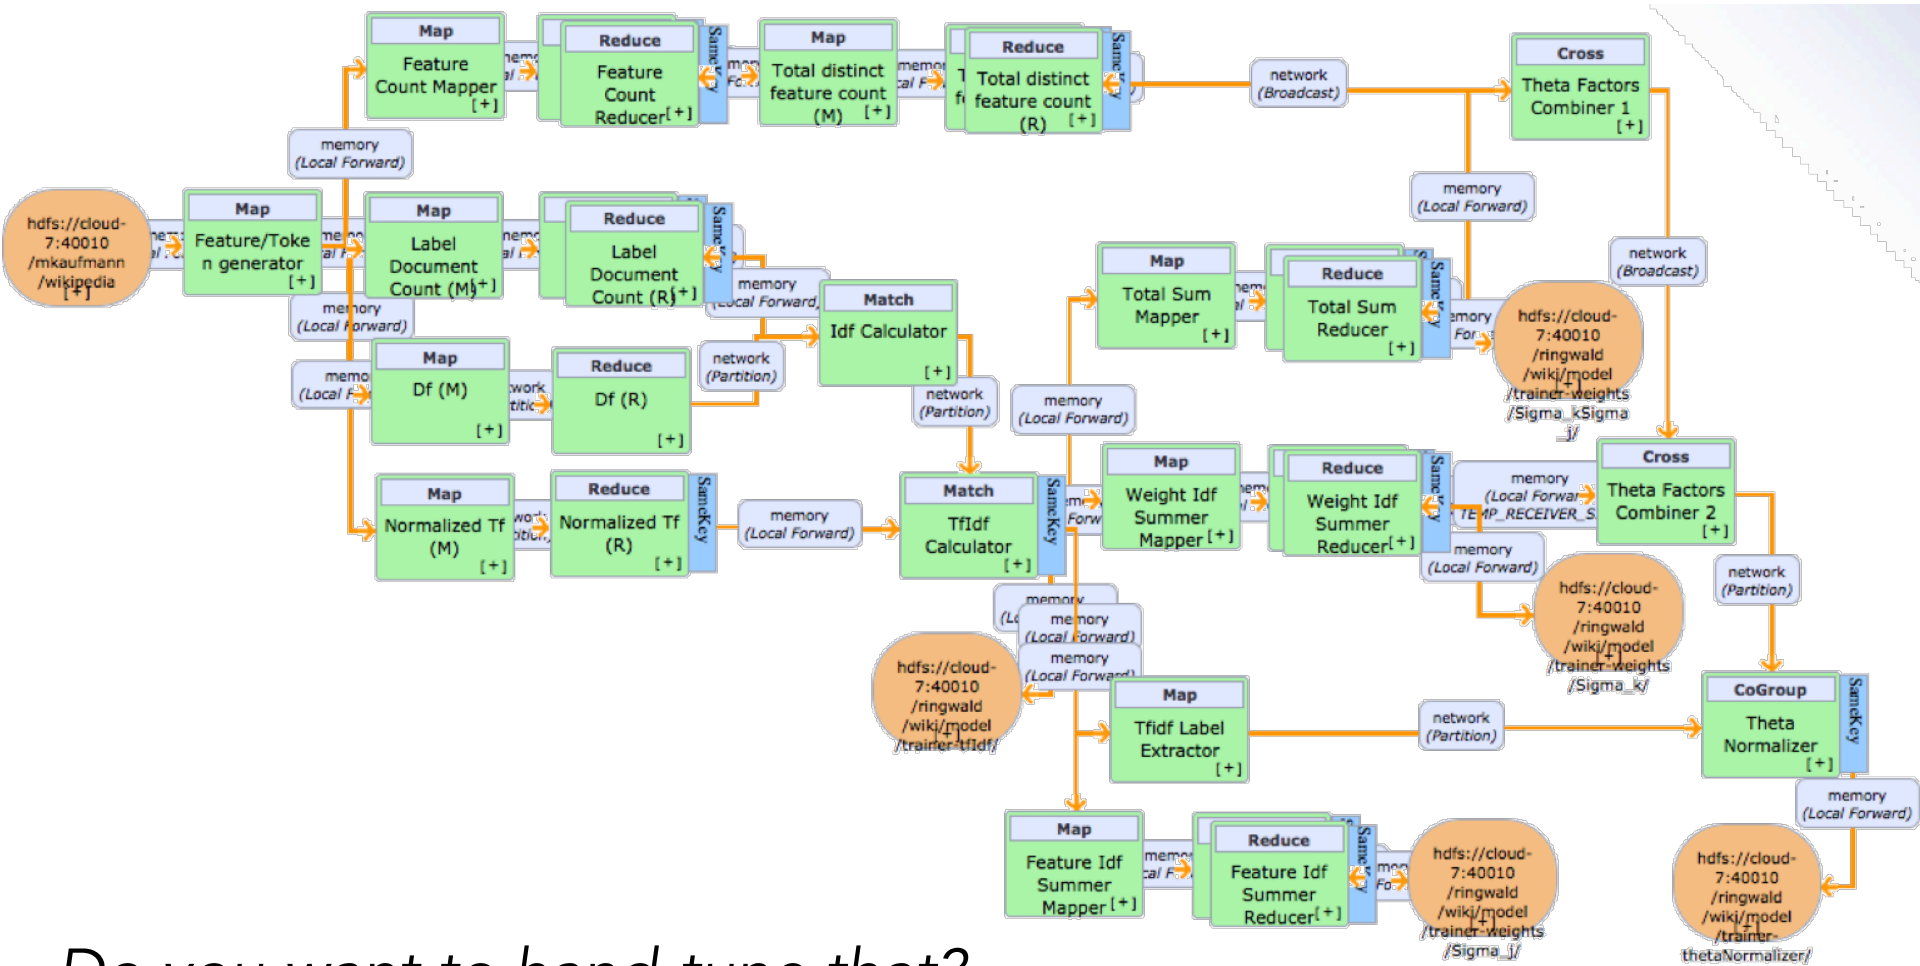 Map
Feature
Count Mapper
[+]
Reduce
Feature
Count
Reducer[+]
SameKey
Map
Total distinct
feature count
(M) [+]
Reduce
Total distinct
feature count
(R) [+]
network
(Broadcast)
Cross
Theta Factors
Combiner 1
[+]
memory
(Local Forward)
hdfs://cloud-
7:40010
/mkaufmann
/wikipedia
[+]
Map
Feature/Toke
n generator
[+]
Map
Label
Document
Count (M)[+]
Reduce
Label
Document
Count (R)[+]
memory
(Local Forward)
memory
(Local Forward)
Map
Df (M)
[+]
Reduce
Df (R)
[+]
network
(Partition)
Match
Idf Calculator
[+]
network
(Partition)
Map
Normalized Tf
(M)
[+]
Reduce
Normalized Tf
(R)
[+]
SameKey
memory
(Local Forward)
Match
TfIdf
Calculator
[+]
SameKey
memory
(Local Forward)
Map
Total Sum
Mapper
[+]
Reduce
Total Sum
Reducer
[+]
memory
(Local Forward)
hdfs://cloud-
7:40010
/ringwald
/wiki/model
[+]
/trainer-weights
/Sigma_kSigma
_j/
network
(Broadcast)
Map
Weight Idf
Summer
Mapper[+]
Reduce
Weight Idf
Summer
Reducer[+]
memory
Cross
Theta Factors
Combiner 2
[+]
memory
(Local Forward)
hdfs://cloud-
7:40010
/ringwald
/wiki/model
[+]
/trainer-weights
/Sigma_k/
network
(Partition)
memory
memory
(Local Forward)
memory
(Local Forward)
hdfs://cloud-
7:40010
/ringwald
/wiki/model
[+]
/trainer-tfIdf/
Map
Tfidf Label
Extractor
[+]
network
(Partition)
CoGroup
Theta
Normalizer
[+]
SameKey
memory
(Local Forward)
Map
Feature Idf
Summer
Mapper[+]
Reduce
Feature Idf
Summer
Reducer[+]
hdfs://cloud-
7:40010
/ringwald
/wiki/model
[+]
/trainer-weights
/Sigma_j/
hdfs://cloud-
7:40010
/ringwald
/wiki/model
[+]
/trainer-
thetaNormalizer/
Do you want to hand type that?